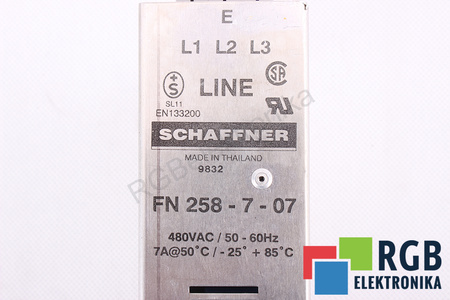 E
L1 L2 L3
LINE
SL11
EN133200
SCHAFFNER
MADE IN THAILAND
9832
FN 258 - 7 - 07
480VAC / 50 - 60Hz
7A@50°C / - 25° + 85°C
RGB
ELEKTRONIKA